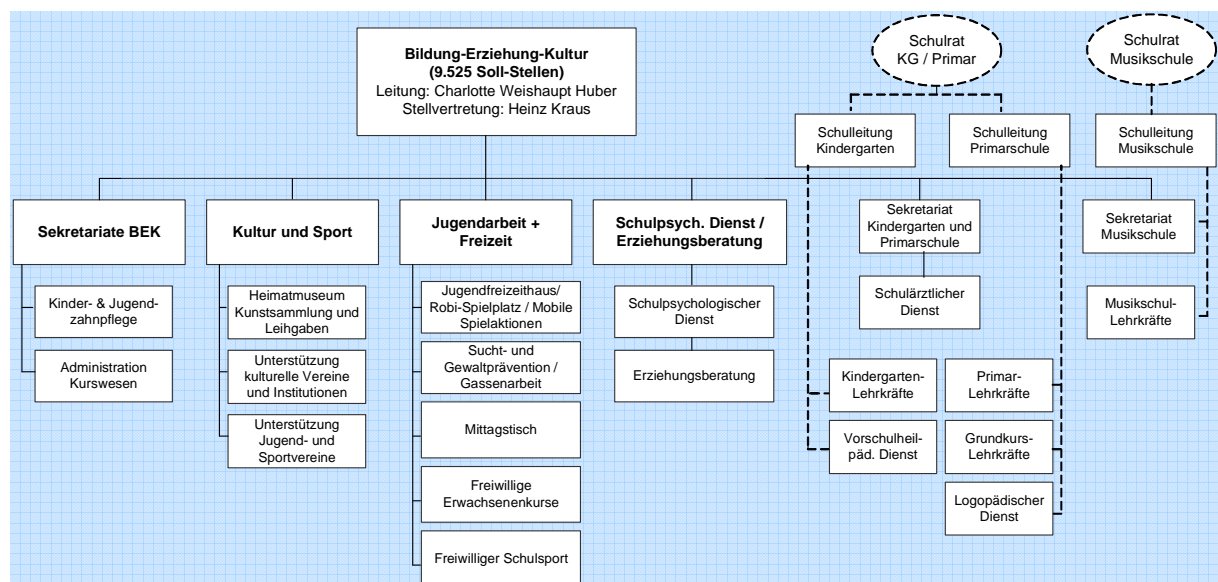 Bildung-Erziehung-Kultur
(9.525 Soll-Stellen)
Leitung: Charlotte Weishaupt Huber
Stellvertretung: Heinz Kraus
Schulrat
KG / Primar
Schulrat
Musikschule
Schulleitung
Kindergarten
Schulleitung
Primarschule
Schulleitung
Musikschule
Sekretariate BEK
Kultur und Sport
Jugendarbeit +
Freizeit
Schulpsych. Dienst /
Erziehungsberatung
Sekretariat
Kindergarten und
Primarschule
Sekretariat
Musikschule
Kinder- & Jugend-
zahnpflege
Administration
Kurswesen
Heimatmuseum
Kunstsammlung und
Leihgaben
Unterstützung
kulturelle Vereine
und Institutionen
Unterstützung
Jugend- und
Sportvereine
Jugendfreizeithaus/
Robi-Spielplatz / Mobile
Spielaktionen
Sucht- und
Gewaltprävention /
Gassenarbeit
Mittagstisch
Freiwillige
Erwachsenenkurse
Freiwilliger Schulsport
Schulpsychologischer
Dienst
Erziehungsberatung
Schulärztlicher
Dienst
Kindergarten-
Lehrkräfte
Vorschulheil-
päd. Dienst
Primar-
Lehrkräfte
Grundkurs-
Lehrkräfte
Logopädischer
Dienst
Musikschul-
Lehrkräfte